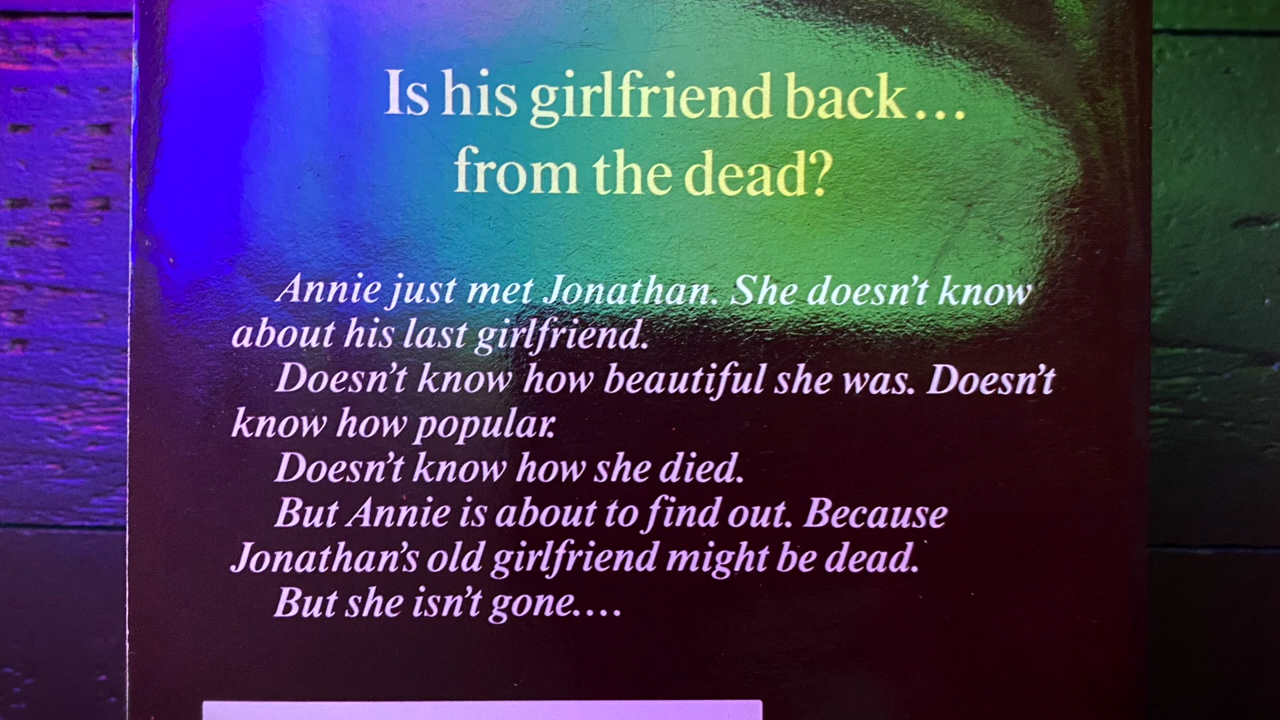 Is his girlfriend back...
from the dead?
Annie just met Jonathan. She doesn't know
about his last girlfriend.
Doesn't know how beautiful she was. Doesn't
know how popular.
Doesn't know how she died.
But Annie is about to find out. Because
Jonathan's old girlfriend might be dead.
But she isn't gone....